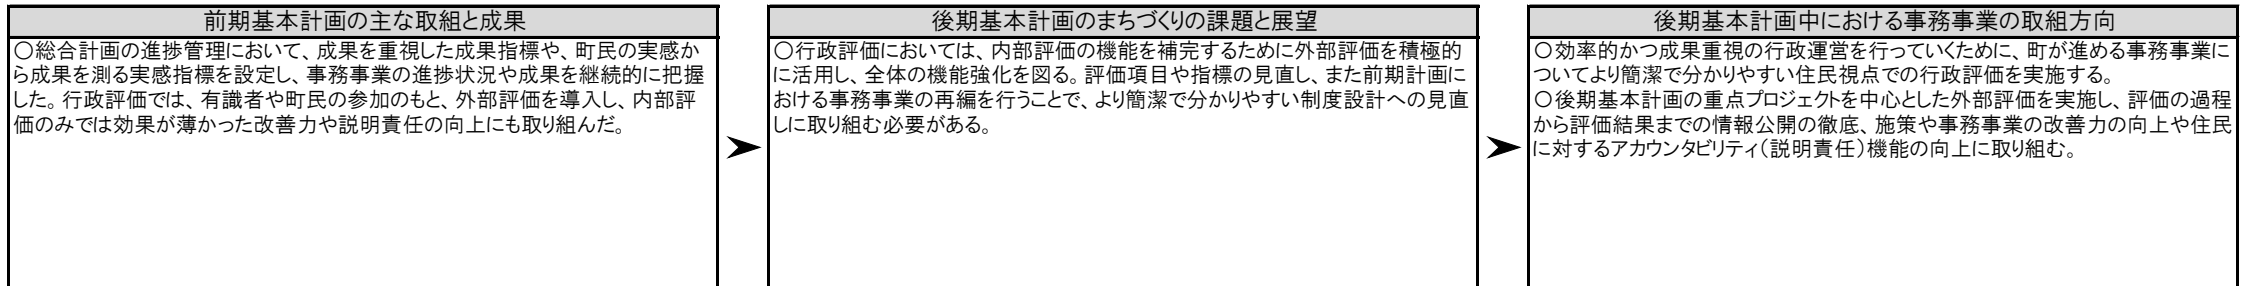 前期基本計画の主な取組と成果
〇総合計画の進捗管理において、成果を重視した成果指標や、町民の実感か
ら成果を測る実感指標を設定し、事務事業の進捗状況や成果を継続的に把握
した。行政評価では、有識者や町民の参加のもと、外部評価を導入し、内部評
価のみでは効果が薄かった改善力や説明責任の向上にも取り組んだ。
後期基本計画のまちづくりの課題と展望
〇行政評価においては、内部評価の機能を補完するために外部評価を積極的
に活用し、全体の機能強化を図る。評価項目や指標の見直し、また前期計画に
おける事務事業の再編を行うことで、より簡潔で分かりやすい制度設計への見直
しに取り組む必要がある。
後期基本計画中における事務事業の取組方向
〇効率的かつ成果重視の行政運営を行っていくために、町が進める事務事業に
ついてより簡潔で分かりやすい住民視点での行政評価を実施する。
〇後期基本計画の重点プロジェクトを中心とした外部評価を実施し、評価の過程
から評価結果までの情報公開の徹底、施策や事務事業の改善力の向上や住民
に対するアカウンタビリティ（説明責任）機能の向上に取り組む。